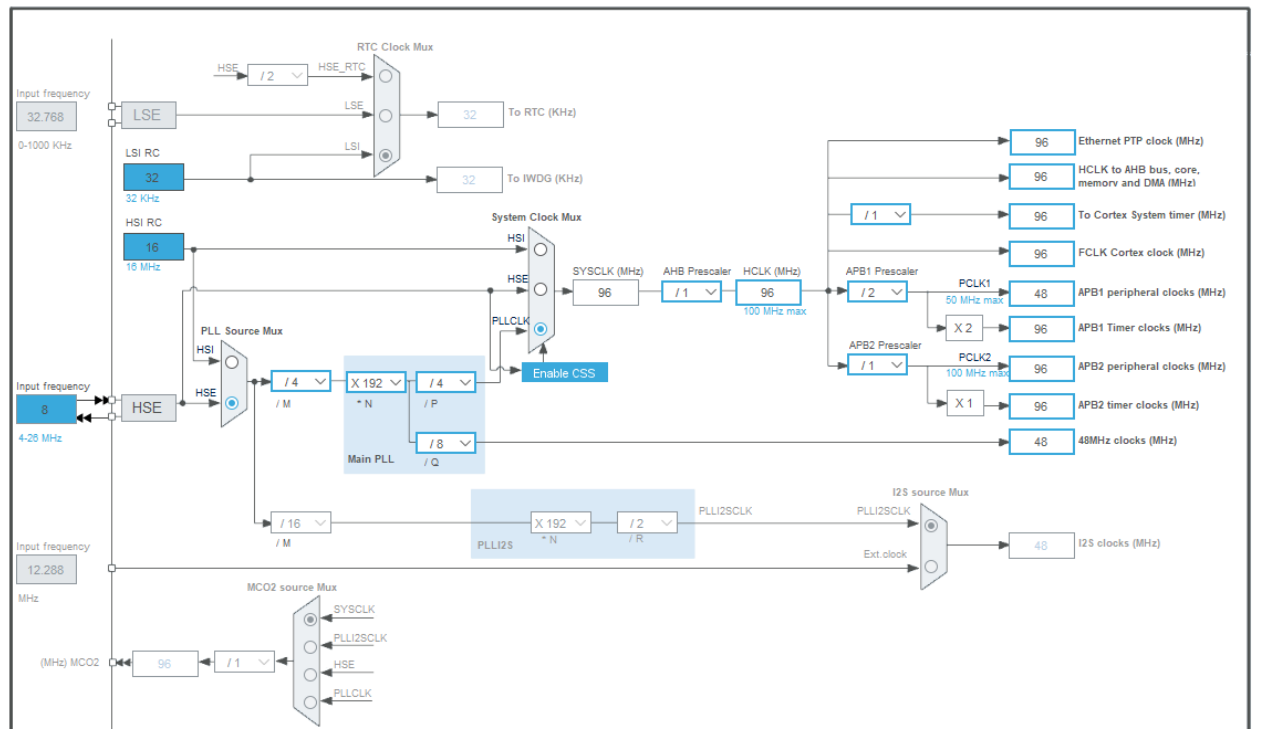 RTC Clock Mux
HSE
/ 2
HSE_RTC
Input frequency
32.768
0-1000 KHz
LSE
LSE
32
To RTC (KHz)
LSI RC
32
32 KHz
LSI
32
To IWDG (KHz)
HSI RC
16
16 MHz
System Clock Mux
HSI
HSE
PLLCLK
SYSCLK (MHz)
96
AHB Prescaler
/ 1
HCLK (MHz)
96
100 MHz max
Enable CSS
96
Ethernet PTP clock (MHz)
96
HCLK to AHB bus, core,
memory and DMA (MHz)
/ 1
96
To Cortex System timer (MHz)
96
FCLK Cortex clock (MHz)
APB1 Prescaler
/ 2
PCLK1
50 MHz max
48
APB1 peripheral clocks (MHz)
X 2
96
APB1 Timer clocks (MHz)
APB2 Prescaler
/ 1
PCLK2
100 MHz max
96
APB2 peripheral clocks (MHz)
X 1
96
APB2 timer clocks (MHz)
48
48MHz clocks (MHz)
PLL Source Mux
HSI
HSE
Input frequency
8
4-26 MHz
HSE
/ 4
/ M
X 192
* N
/ 4
/ P
/ 8
/ Q
Main PLL
/ 16
/ M
PLLI2S
X 192
* N
/ 2
/ R
PLLI2SCLK
I2S source Mux
PLLI2SCLK
Ext.clock
48
I2S clocks (MHz)
Input frequency
12.288
MHz
MCO2 source Mux
SYSCLK
PLLI2SCLK
HSE
PLLCLK
(MHz) MCO2
96
/ 1